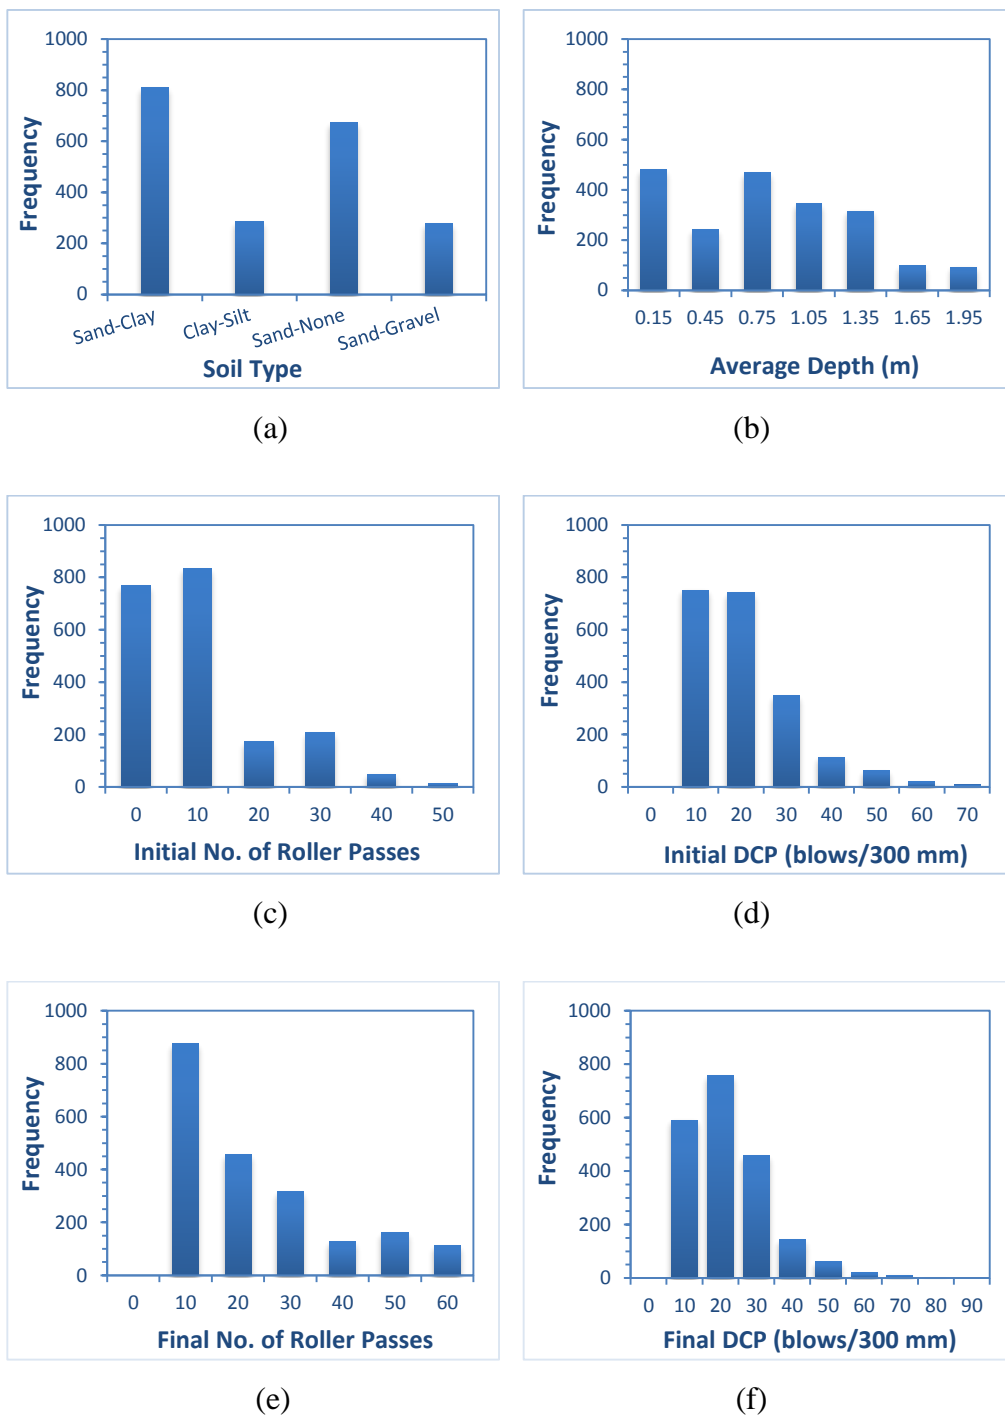 1000
800
600
400
200
0
Frequency
Sand-Clay Clay-Silt Sand-None Sand-Gravel
Soil Type
(a)
1000
800
600
400
200
0
Frequency
0.15 0.45 0.75 1.05 1.35 1.65 1.95
Average Depth (m)
(b)
1000
800
600
400
200
0
Frequency
0 10 20 30 40 50
Initial No. of Roller Passes
(c)
1000
800
600
400
200
0
Frequency
0 10 20 30 40 50 60 70
Initial DCP (blows/300 mm)
(d)
1000
800
600
400
200
0
Frequency
0 10 20 30 40 50 60
Final No. of Roller Passes
(e)
1000
800
600
400
200
0
Frequency
0 10 20 30 40 50 60 70 80 90
Final DCP (blows/300 mm)
(f)